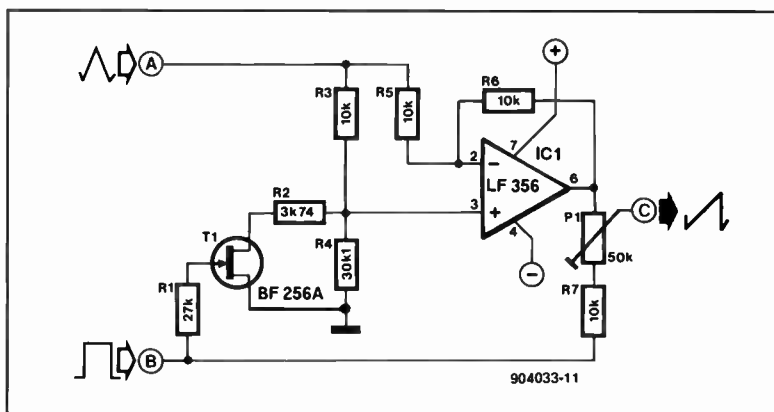 A
R3
10k
R5
10k
R6
10k
+
7
IC1
2
−
LF 356
6
3
+
4
−
C
P1
50k
R2
3k74
R4
30k1
T1
BF 256A
R1
27k
R7
10k
B
904033-11